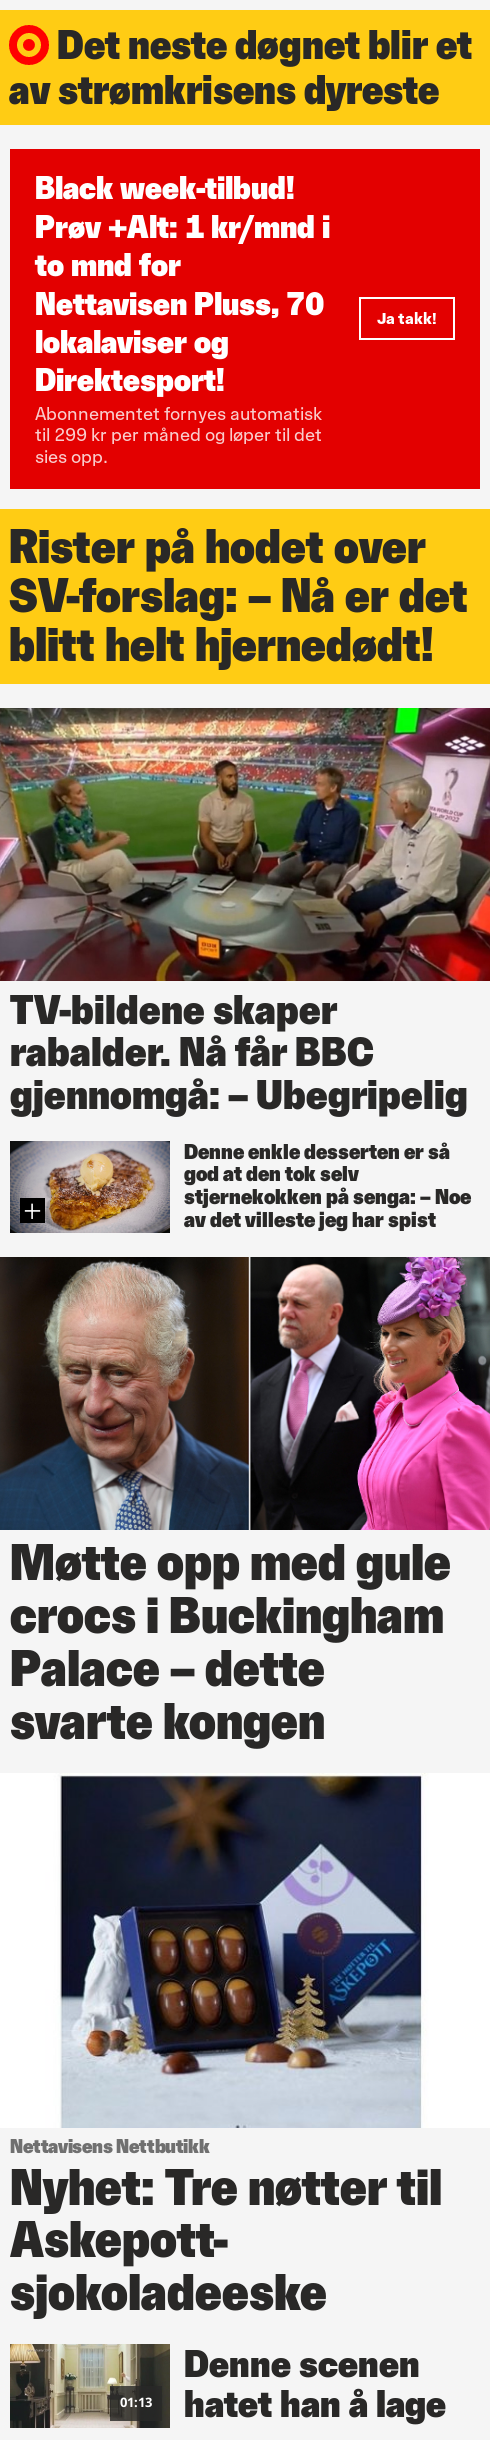 Det neste døgnet blir et
av strømkrisens dyreste
Black week-tilbud!
Prøv +Alt: 1 kr/mnd i
to mnd for
Nettavisen Pluss, 70
lokalaviser og
Direktesport!
Ja takk!
Abonnementet fornyes automatisk
til 299 kr per måned og løper til det
sies opp.
Rister på hodet over
SV-forslag: – Nå er det
blitt helt hjernedødt!
TV-bildene skaper
rabalder. Nå får BBC
gjennomgå: – Ubegripelig
Denne enkle desserten er så
god at den tok selv
stjernekokken på senga: – Noe
av det villeste jeg har spist
Møtte opp med gule
crocs i Buckingham
Palace – dette
svarte kongen
TRE NØTTER TIL
ASKEPOTT
Nettavisens Nettbutikk
Nyhet: Tre nøtter til
Askepott-
sjokoladeeske
01:13
Denne scenen
hatet han å lage